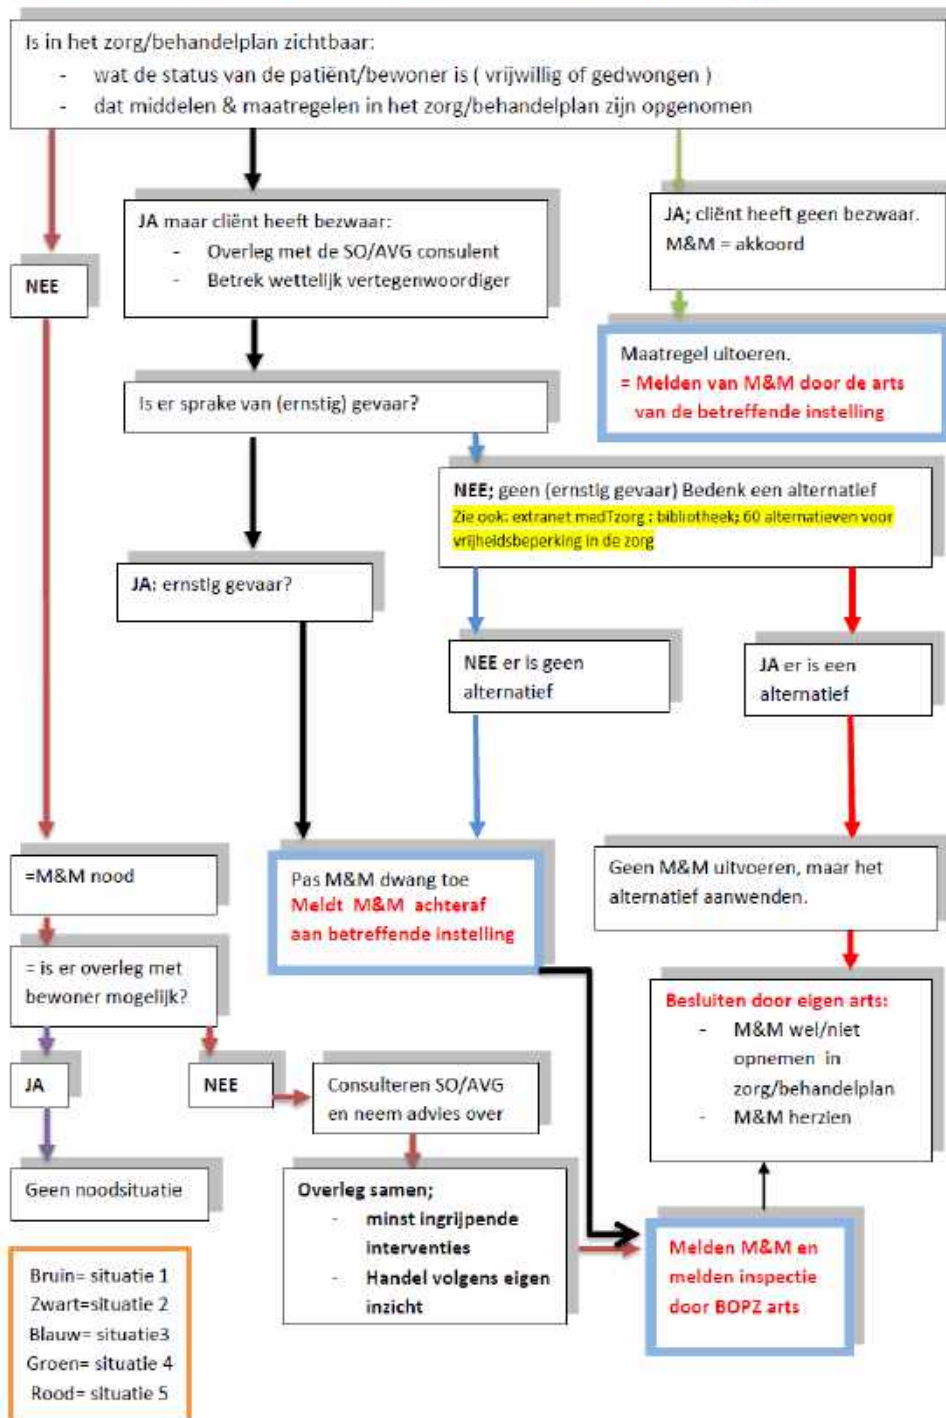 Is in het zorg/behandelplan zichtbaar:
- wat de status van de patiënt/bewoner is ( vrijwillig of gedwongen )
- dat middelen & maatregelen in het zorg/behandelplan zijn opgenomen
NEE
JA maar cliënt heeft bezwaar:
- Overleg met de SO/AVG consulent
- Betrek wettelijk vertegenwoordiger
JA; cliënt heeft geen bezwaar.
M&M = akkoord
Maatregel uitoeren.
= Melden van M&M door de arts
van de betreffende instelling
Is er sprake van (ernstig) gevaar?
NEE; geen (ernstig gevaar) Bedenk een alternatief
Zie ook: extranet medTzorg : bibliotheek; 60 alternatieven voor
vrijheidsbeperking in de zorg
JA: ernstig gevaar?
NEE er is geen
alternatief
JA er is een
alternatief
=M&M nood
Pas M&M dwang toe
Meldt M&M achteraf
aan betreffende instelling
Geen M&M uitvoeren, maar het
alternatief aanwenden.
= is er overleg met
bewoner mogelijk?
Besluiten door eigen arts:
- M&M wel/niet
opnemen in
zorg/behandelplan
- M&M herzien
JA
NEE
Consulteren SO/AVG
en neem advies over
Geen noodsituatie
Overleg samen;
- minst ingrijpende
interventies
- Handel volgens eigen
inzicht
Melden M&M en
melden inspectie
door BOPZ arts
Bruin= situatie 1
Zwart=situatie 2
Blauw= situatie3
Groen= situatie 4
Rood= situatie 5